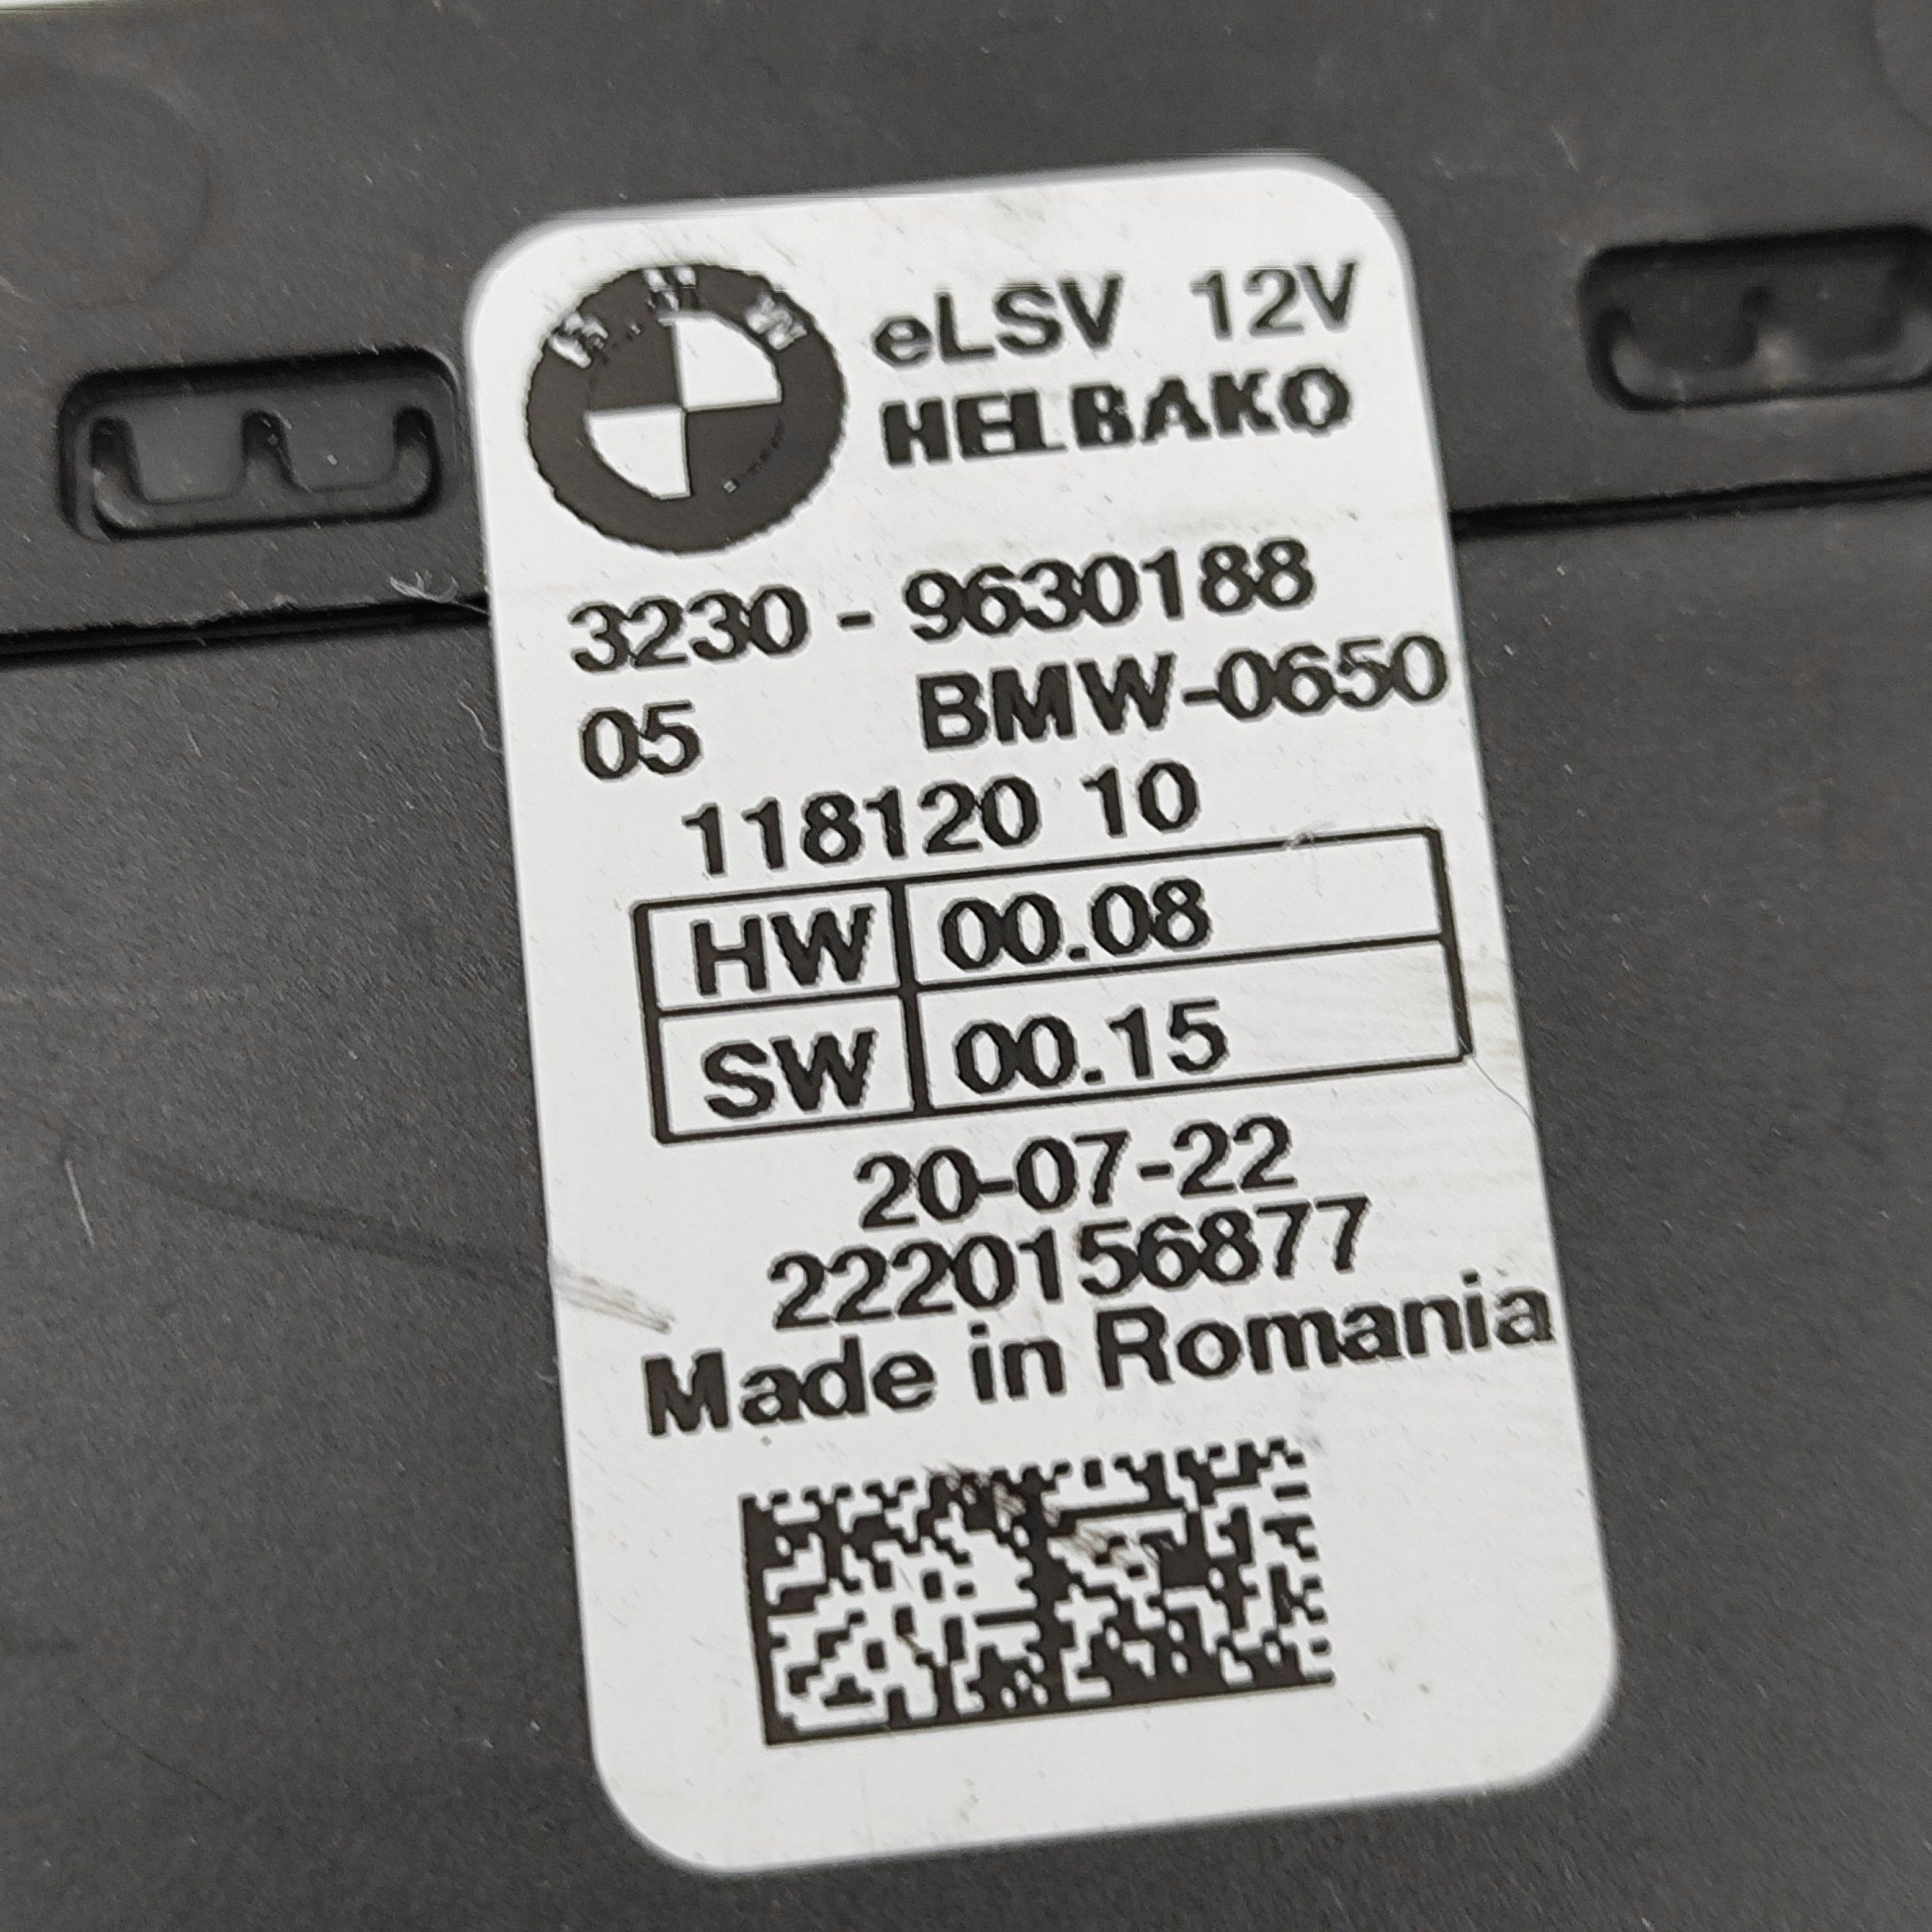 BMW
eLSV 12V
HELBAKO
3230 - 9630188
05 BMW-0650
118120 10
HW 00.08
SW 00.15
20-07-22
2220156877
Made in Romania